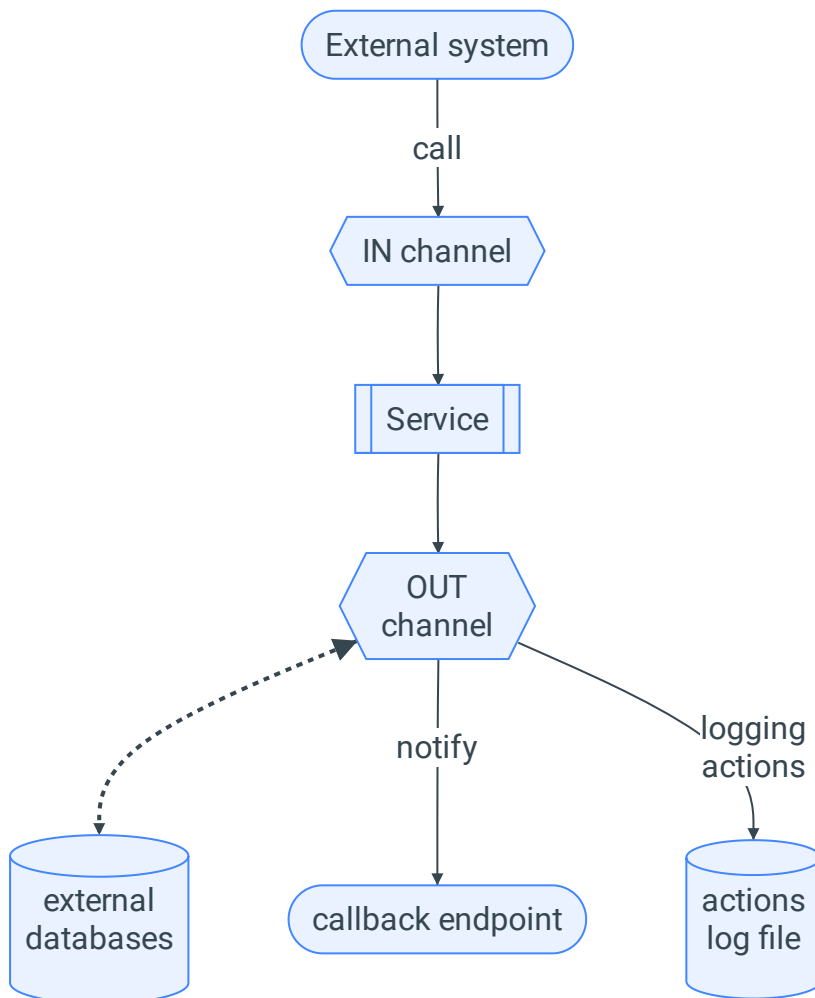 External system
call
IN channel
Service
OUT
channel
notify
logging
actions
external
databases
callback endpoint
actions
log file